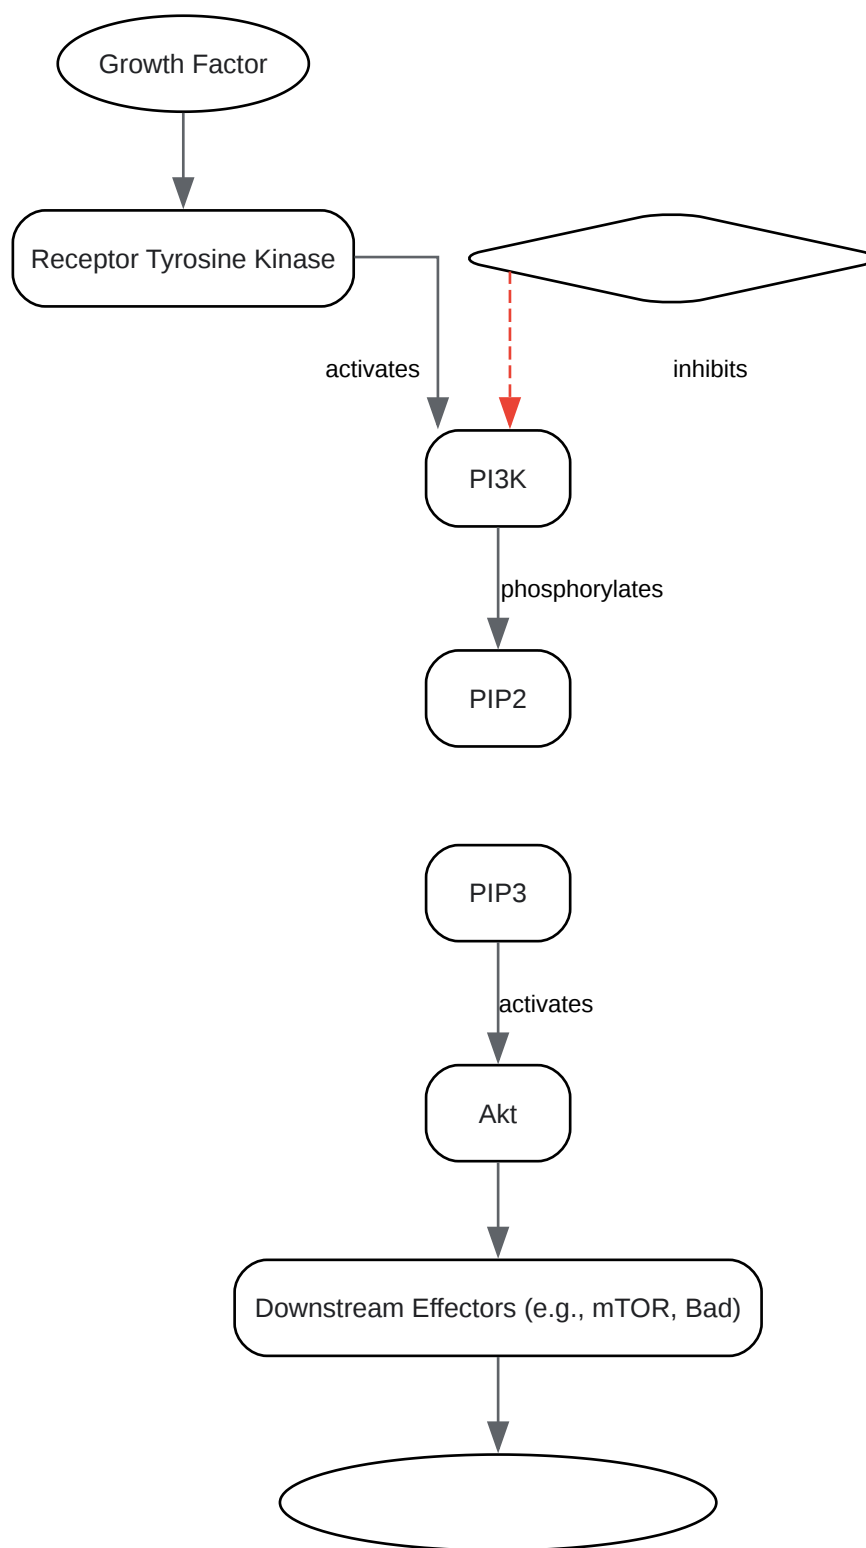 Growth Factor
Receptor Tyrosine Kinase
activates
inhibits
PI3K
phosphorylates
PIP2
PIP3
activates
Akt
Downstream Effectors (e.g., mTOR, Bad)